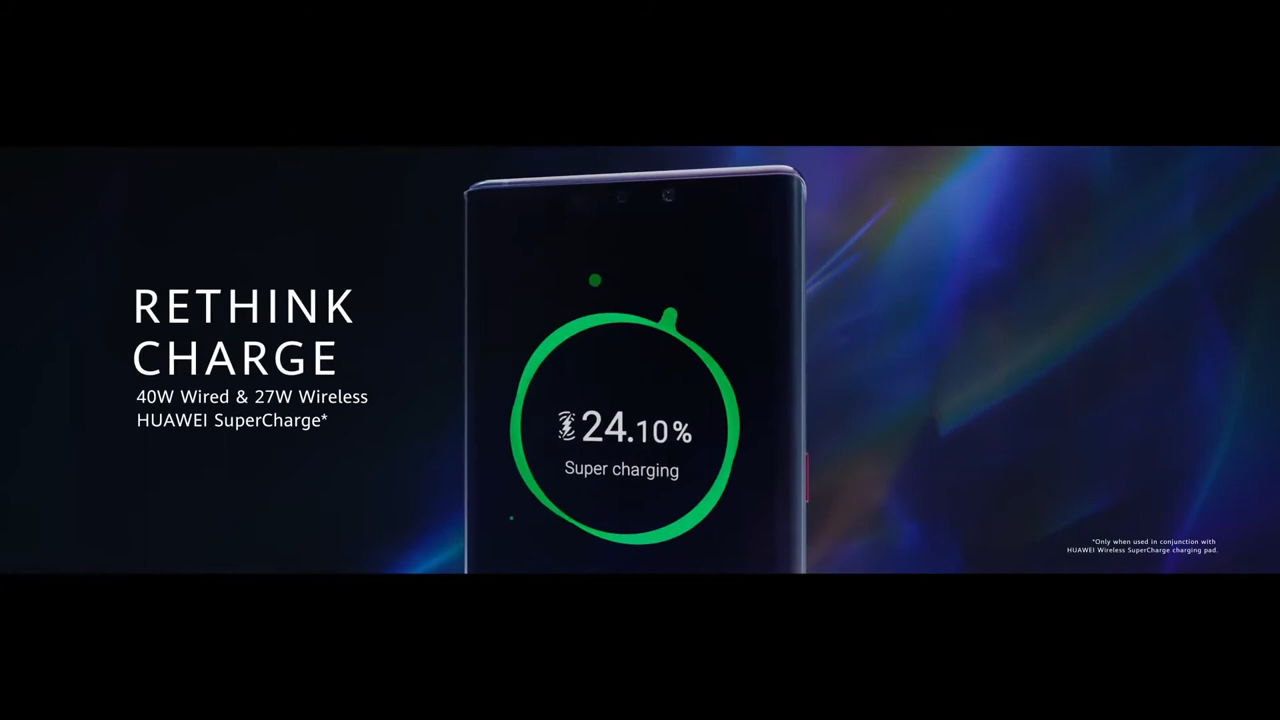 RETHINK
CHARGE
40W Wired & 27W Wireless
HUAWEI SuperCharge*
24.10%
Super charging
*Only when used in conjunction with
HUAWEI Wireless SuperCharge charging pad.